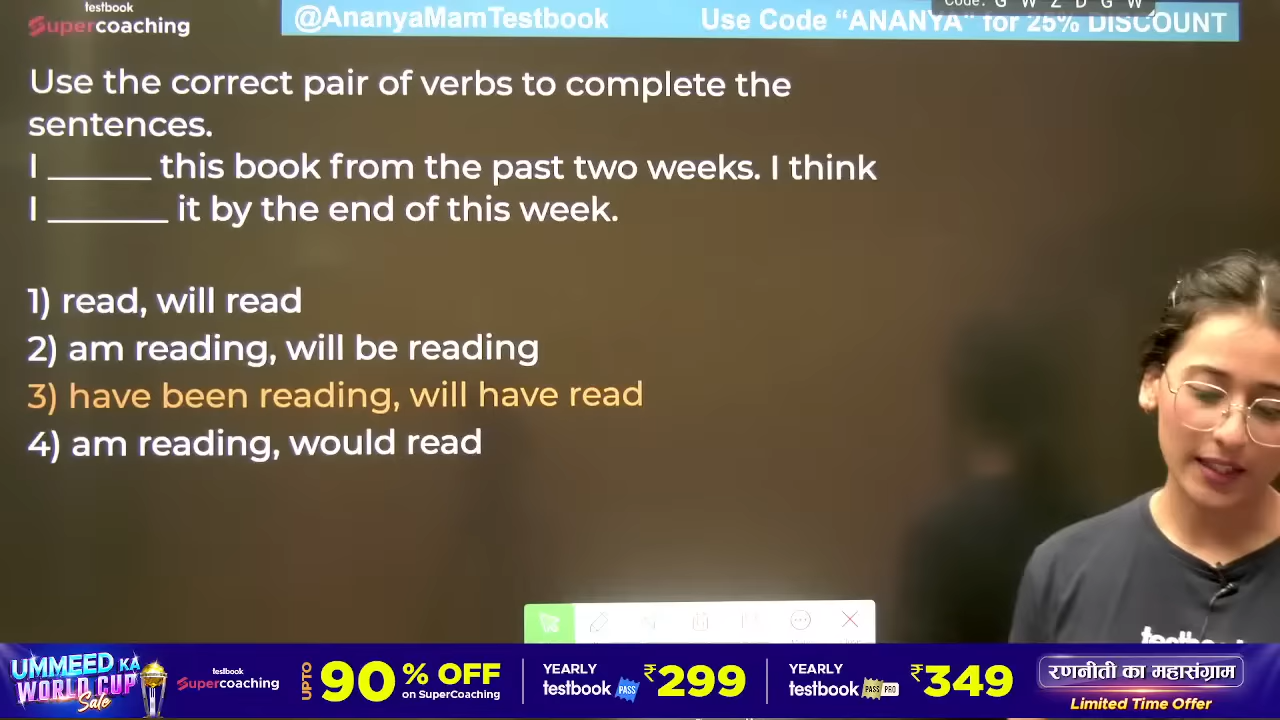 testbook
Supercoaching
@AnanyaMamTestbook
Use Code “ANANYA” for 25% DISCOUNT
Code: G W Z D G W
Use the correct pair of verbs to complete the
sentences.
I ______ this book from the past two weeks. I think
I _______ it by the end of this week.
1) read, will read
2) am reading, will be reading
3) have been reading, will have read
4) am reading, would read
testbook
UMMEED KA
WORLD CUP
Sale
testbook
Supercoaching
UPTO
90% OFF
on SuperCoaching
YEARLY
testbook PASS
₹299
YEARLY
testbook PASS PRO
₹349
रणनीती का महासंग्राम
Limited Time Offer